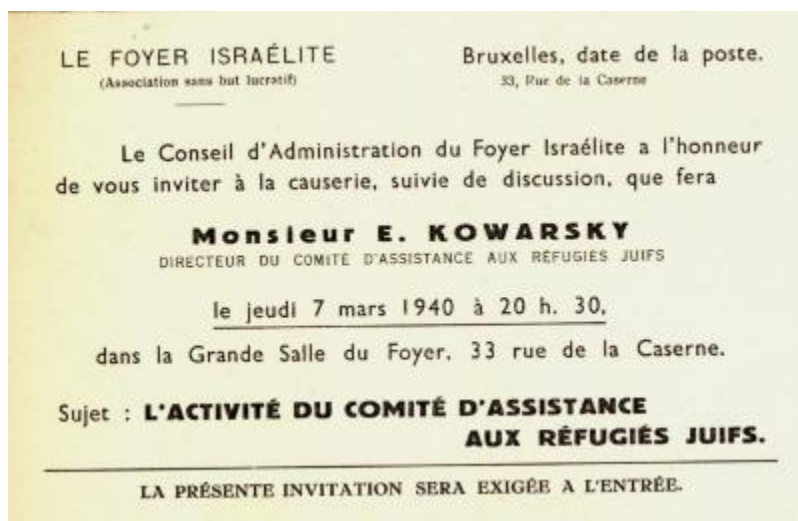 LE FOYER ISRAÉLITE
(Association sans but lucratif)
Bruxelles, date de la poste.
33, Rue de la Caserne
Le Conseil d'Administration du Foyer Israélite a l'honneur
de vous inviter à la causerie, suivie de discussion, que fera
Monsieur E. KOWARSKY
DIRECTEUR DU COMITÉ D'ASSISTANCE AUX RÉFUGIÉS JUIFS
le jeudi 7 mars 1940 à 20 h. 30,
dans la Grande Salle du Foyer, 33 rue de la Caserne.
Sujet : L'ACTIVITÉ DU COMITÉ D'ASSISTANCE
AUX RÉFUGIÉS JUIFS.
LA PRÉSENTE INVITATION SERA EXIGÉE A L'ENTRÉE.